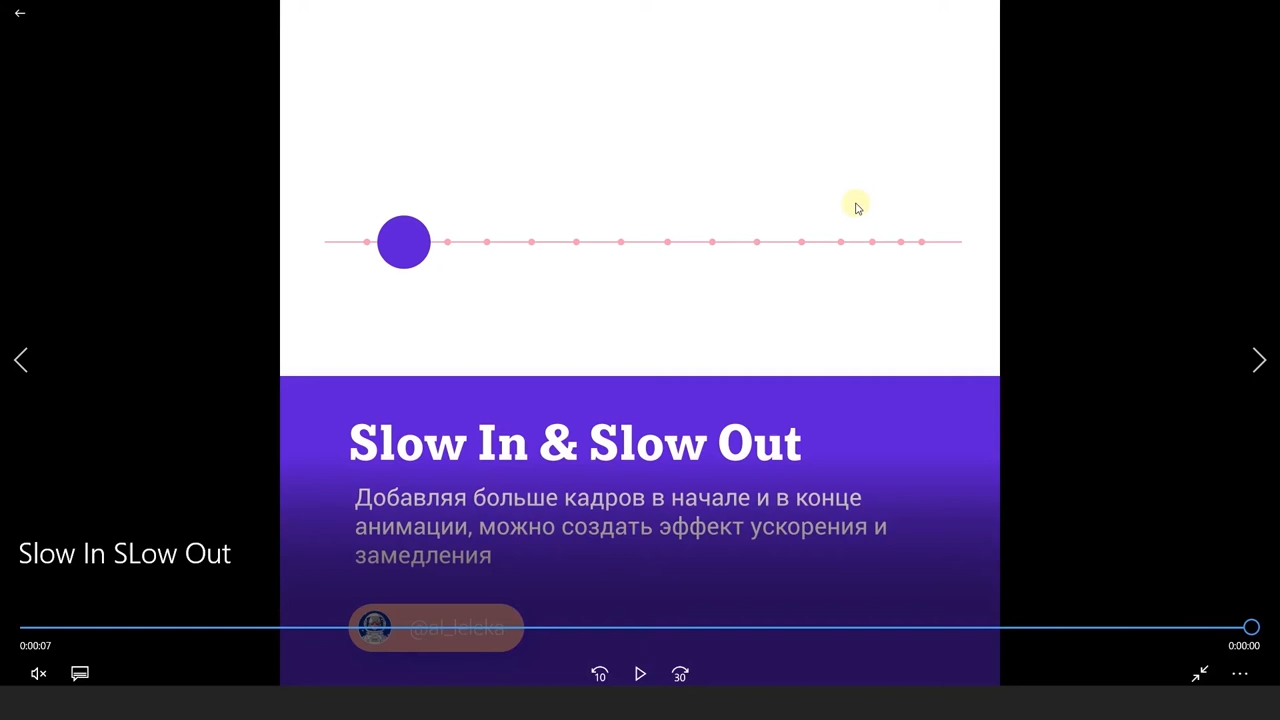 Slow In & Slow Out
Добавляя больше кадров в начале и в конце
анимации, можно создать эффект ускорения и
замедления
Slow In SLow Out
@al_leleka
0:00:07
0:00:00
10
30